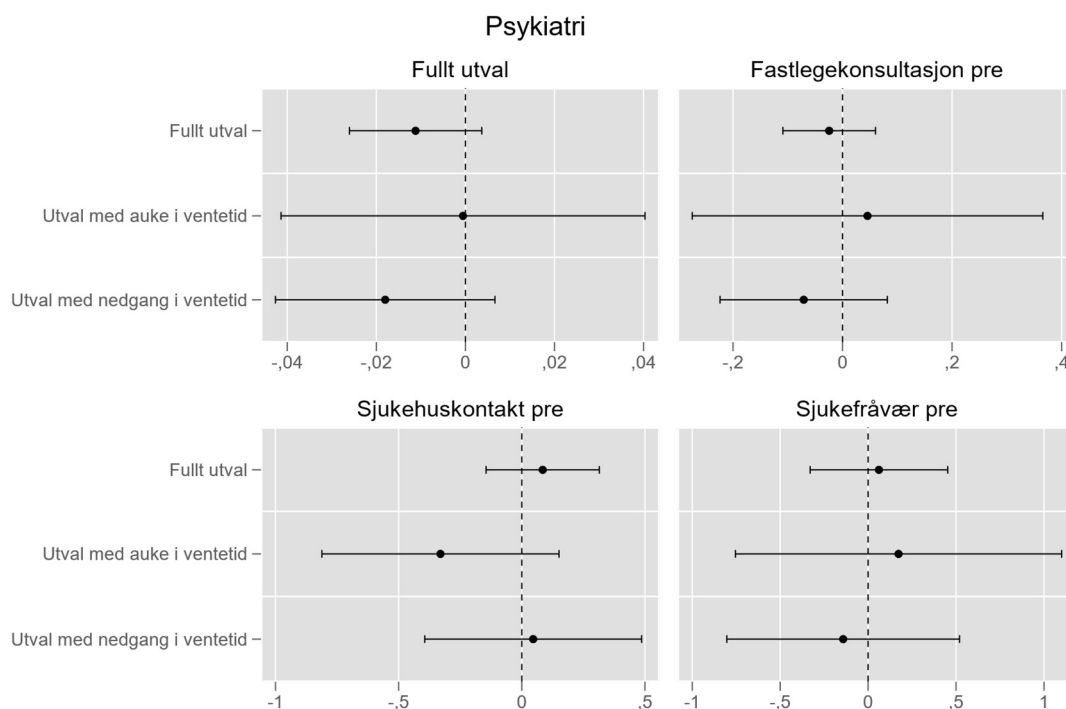 Psykiatri
Fullt utval
Fastlegekonsultasjon pre
Fullt utval
Utval med auke i ventetid
Utval med nedgang i ventetid
-,04 -,02 0 ,02 ,04
-,2 0 ,2 ,4
Sjukehuskontakt pre
Sjukefråvær pre
Fullt utval
Utval med auke i ventetid
Utval med nedgang i ventetid
-1 -,5 0 ,5
-1 -,5 0 ,5 1